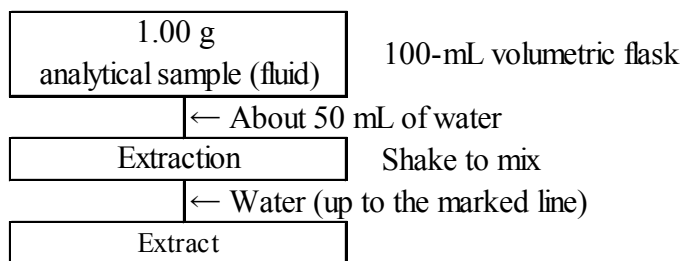 1.00 g
analytical sample (fluid)
100-mL volumetric flask
← About 50 mL of water
Extraction
Shake to mix
← Water (up to the marked line)
Extract